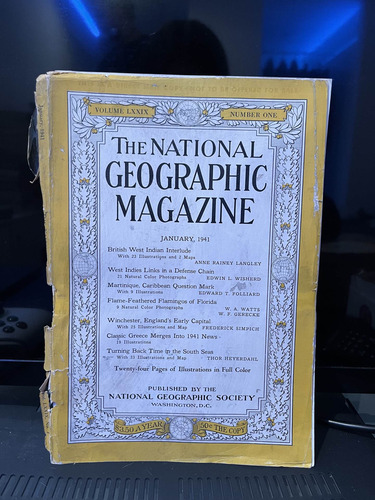 VOLUME LXXIX
NUMBER ONE
THE NATIONAL
GEOGRAPHIC
MAGAZINE
JANUARY, 1941
British West Indian Interlude
With 22 Illustrations and 3 Maps
ANNE RAINEY LANGLEY
West Indies Links in a Defense Chain
22 Natural Color Photographs EDWIN L. WISHERD
Martinique, Caribbean Question Mark
With 9 Illustrations EDWARD T. FOLLIARD
Flame-Feathered Flamingos of Florida
8 Natural Color Photographs W. A. WATTS
W. F. GERECKE
Winchester, England's Early Capital
With 25 Illustrations and Map FREDERICK SIMPICH
Classic Greece Merges Into 1941 News -
18 Illustrations
Turning Back Time in the South Seas
With 32 Illustrations and Map THOR HEYERDAHL
Twenty-four Pages of Illustrations in Full Color
PUBLISHED BY THE
NATIONAL GEOGRAPHIC SOCIETY
WASHINGTON, D.C.
$3.50 A YEAR
50¢ THE COPY